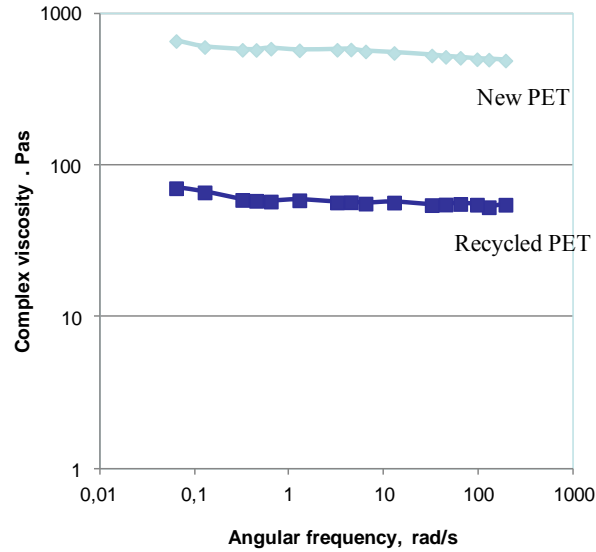 Complex viscosity . Pas
1000
100
10
1
New PET
Recycled PET
0,01
0,1
1
10
100
1000
Angular frequency, rad/s